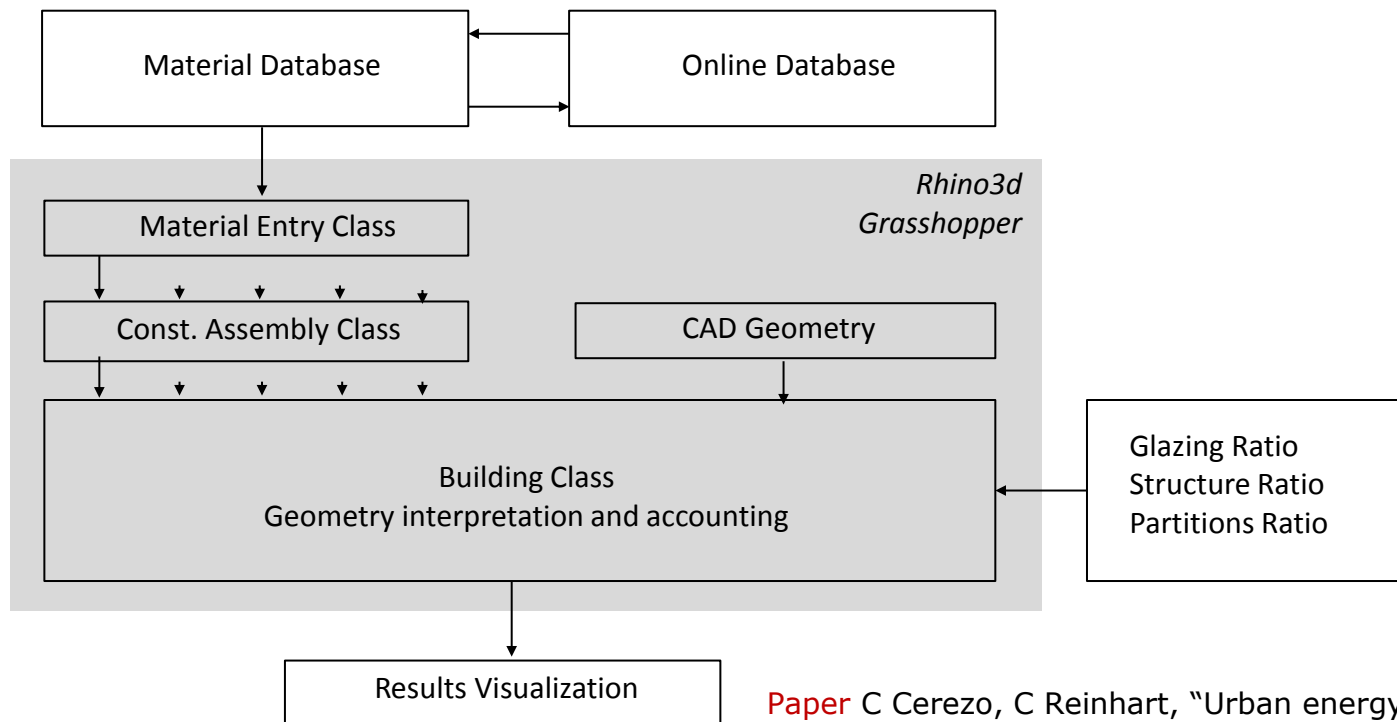 Material Database
Online Database
Rhino3d
Grasshopper
Material Entry Class
Const. Assembly Class
CAD Geometry
Building Class
Geometry interpretation and accounting
Glazing Ratio
Structure Ratio
Partitions Ratio
Results Visualization
Paper C Cerezo, C Reinhart, “Urban energy